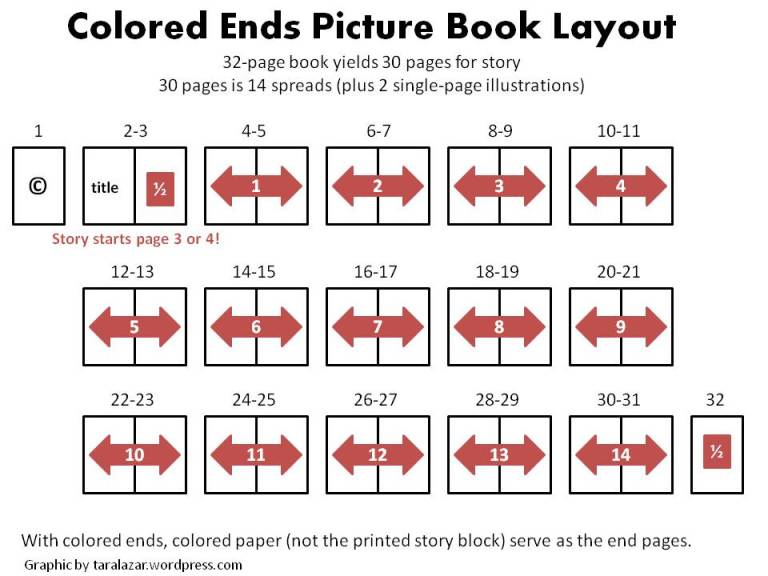 Colored Ends Picture Book Layout
32-page book yields 30 pages for story
30 pages is 14 spreads (plus 2 single-page illustrations)
1 2-3 4-5 6-7 8-9 10-11
© title ½ 1 2 3 4
Story starts page 3 or 4!
12-13 14-15 16-17 18-19 20-21
5 6 7 8 9
22-23 24-25 26-27 28-29 30-31 32
10 11 12 13 14 ½
With colored ends, colored paper (not the printed story block) serve as the end pages.
Graphic by taralazar.wordpress.com